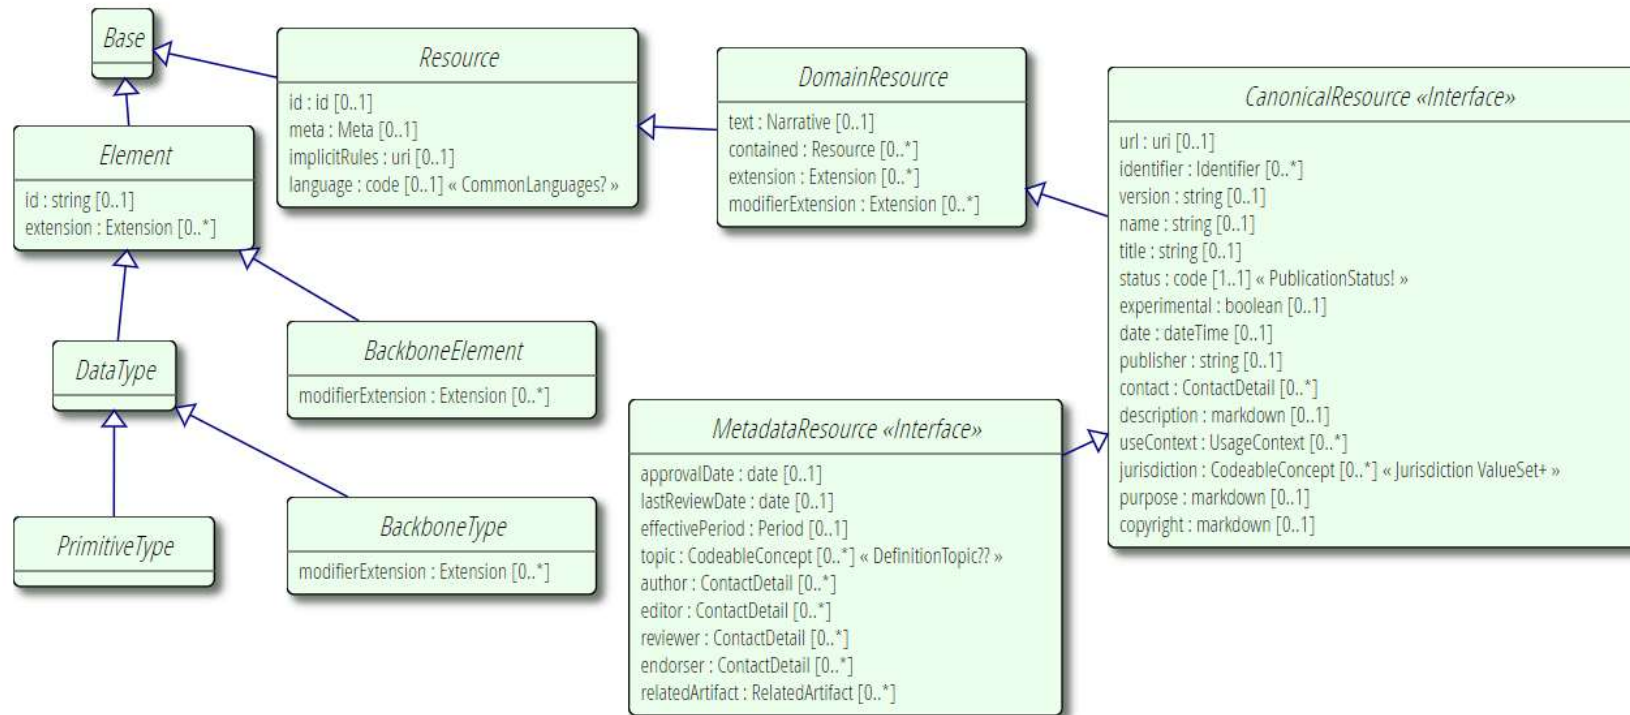 Base
Resource
id : id [0..1]
meta : Meta [0..1]
implicitRules : uri [0..1]
language : code [0..1] « CommonLanguages? »
DomainResource
text : Narrative [0..1]
contained : Resource [0..*]
extension : Extension [0..*]
modifierExtension : Extension [0..*]
CanonicalResource «Interface»
url : uri [0..1]
identifier : Identifier [0..*]
version : string [0..1]
name : string [0..1]
title : string [0..1]
status : code [1..1] « PublicationStatus! »
experimental : boolean [0..1]
date : dateTime [0..1]
publisher : string [0..1]
contact : ContactDetail [0..*]
description : markdown [0..1]
useContext : UsageContext [0..*]
jurisdiction : CodeableConcept [0..*] « Jurisdiction ValueSet+ »
purpose : markdown [0..1]
copyright : markdown [0..1]
Element
id : string [0..1]
extension : Extension [0..*]
DataType
BackboneElement
modifierExtension : Extension [0..*]
MetadataResource «Interface»
approvalDate : date [0..1]
lastReviewDate : date [0..1]
effectivePeriod : Period [0..1]
topic : CodeableConcept [0..*] « DefinitionTopic?? »
author : ContactDetail [0..*]
editor : ContactDetail [0..*]
reviewer : ContactDetail [0..*]
endorser : ContactDetail [0..*]
relatedArtifact : RelatedArtifact [0..*]
PrimitiveType
BackboneType
modifierExtension : Extension [0..*]